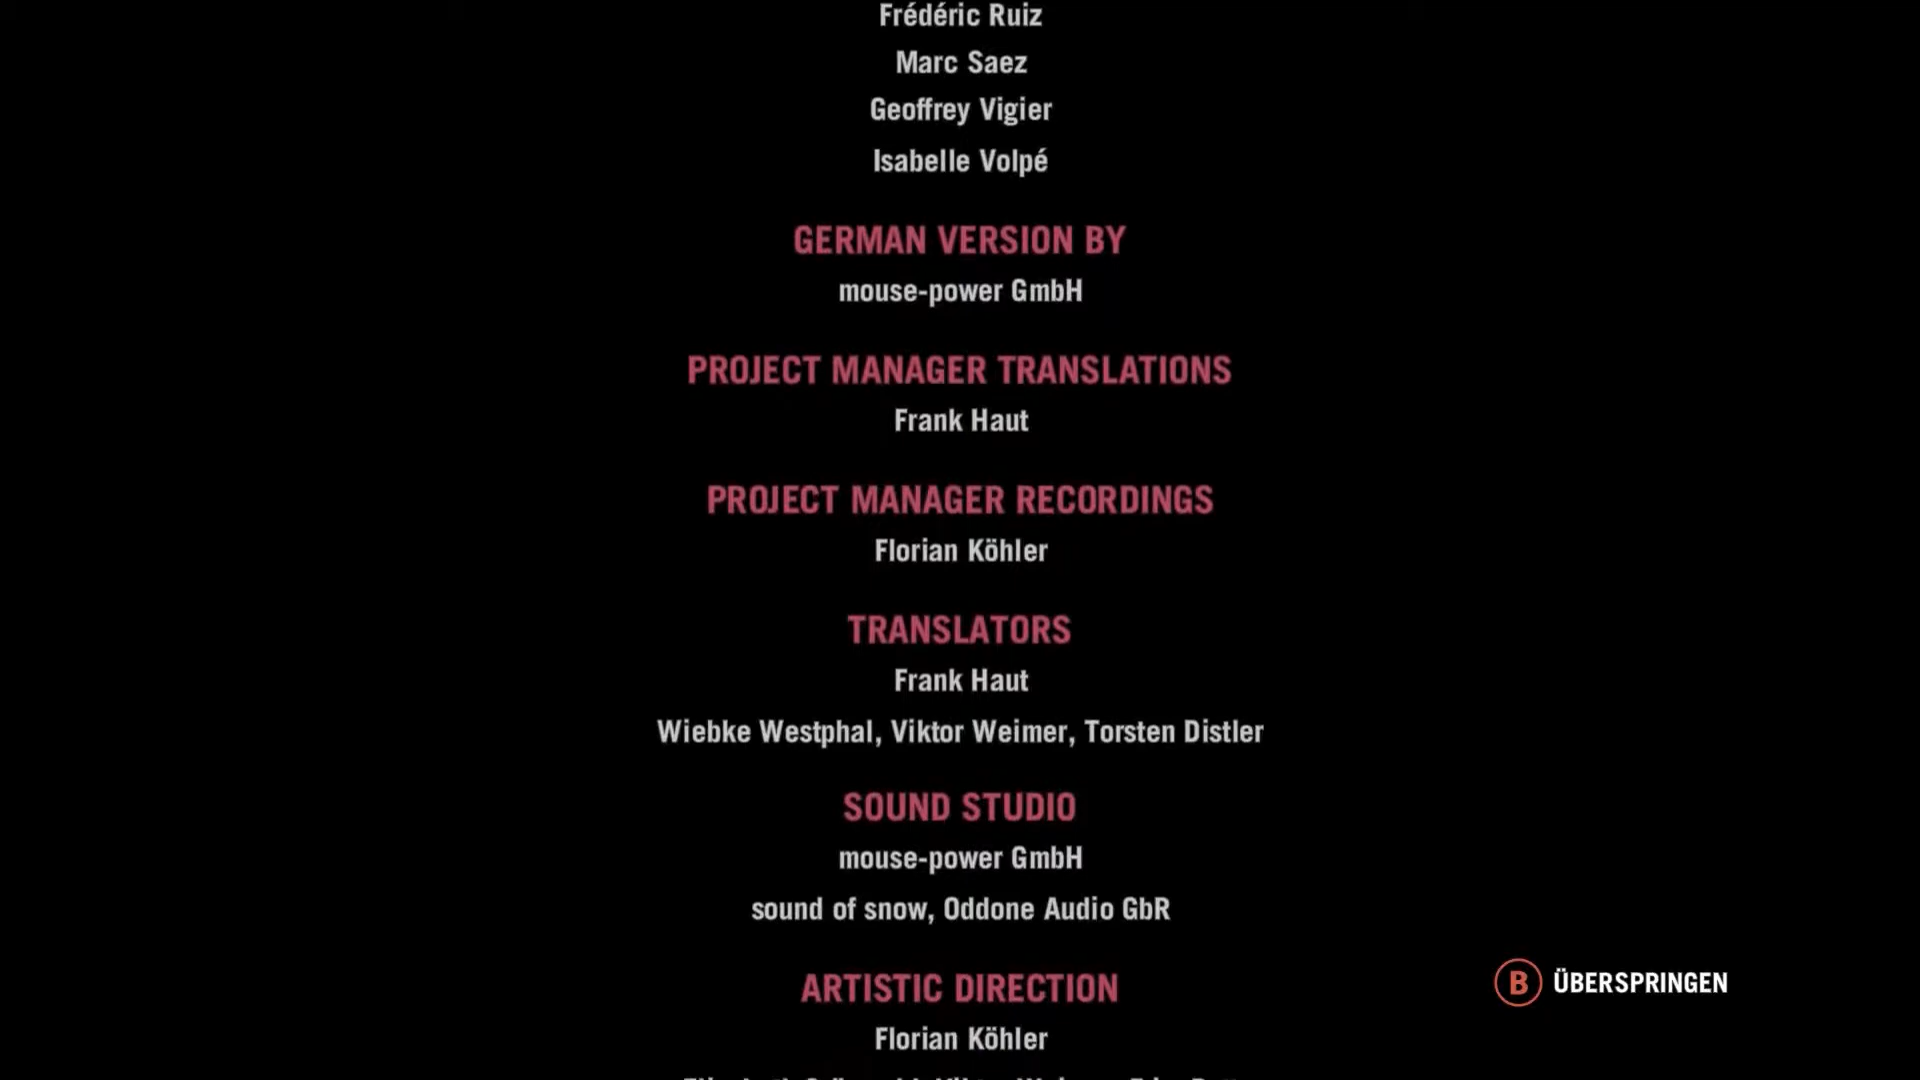 Frédéric Ruiz
Marc Saez
Geoffrey Vigier
Isabelle Volpé
GERMAN VERSION BY
mouse-power GmbH
PROJECT MANAGER TRANSLATIONS
Frank Haut
PROJECT MANAGER RECORDINGS
Florian Köhler
TRANSLATORS
Frank Haut
Wiebke Westphal, Viktor Weimer, Torsten Distler
SOUND STUDIO
mouse-power GmbH
sound of snow, Oddone Audio GbR
ARTISTIC DIRECTION
Florian Köhler
B ÜBERSPRINGEN